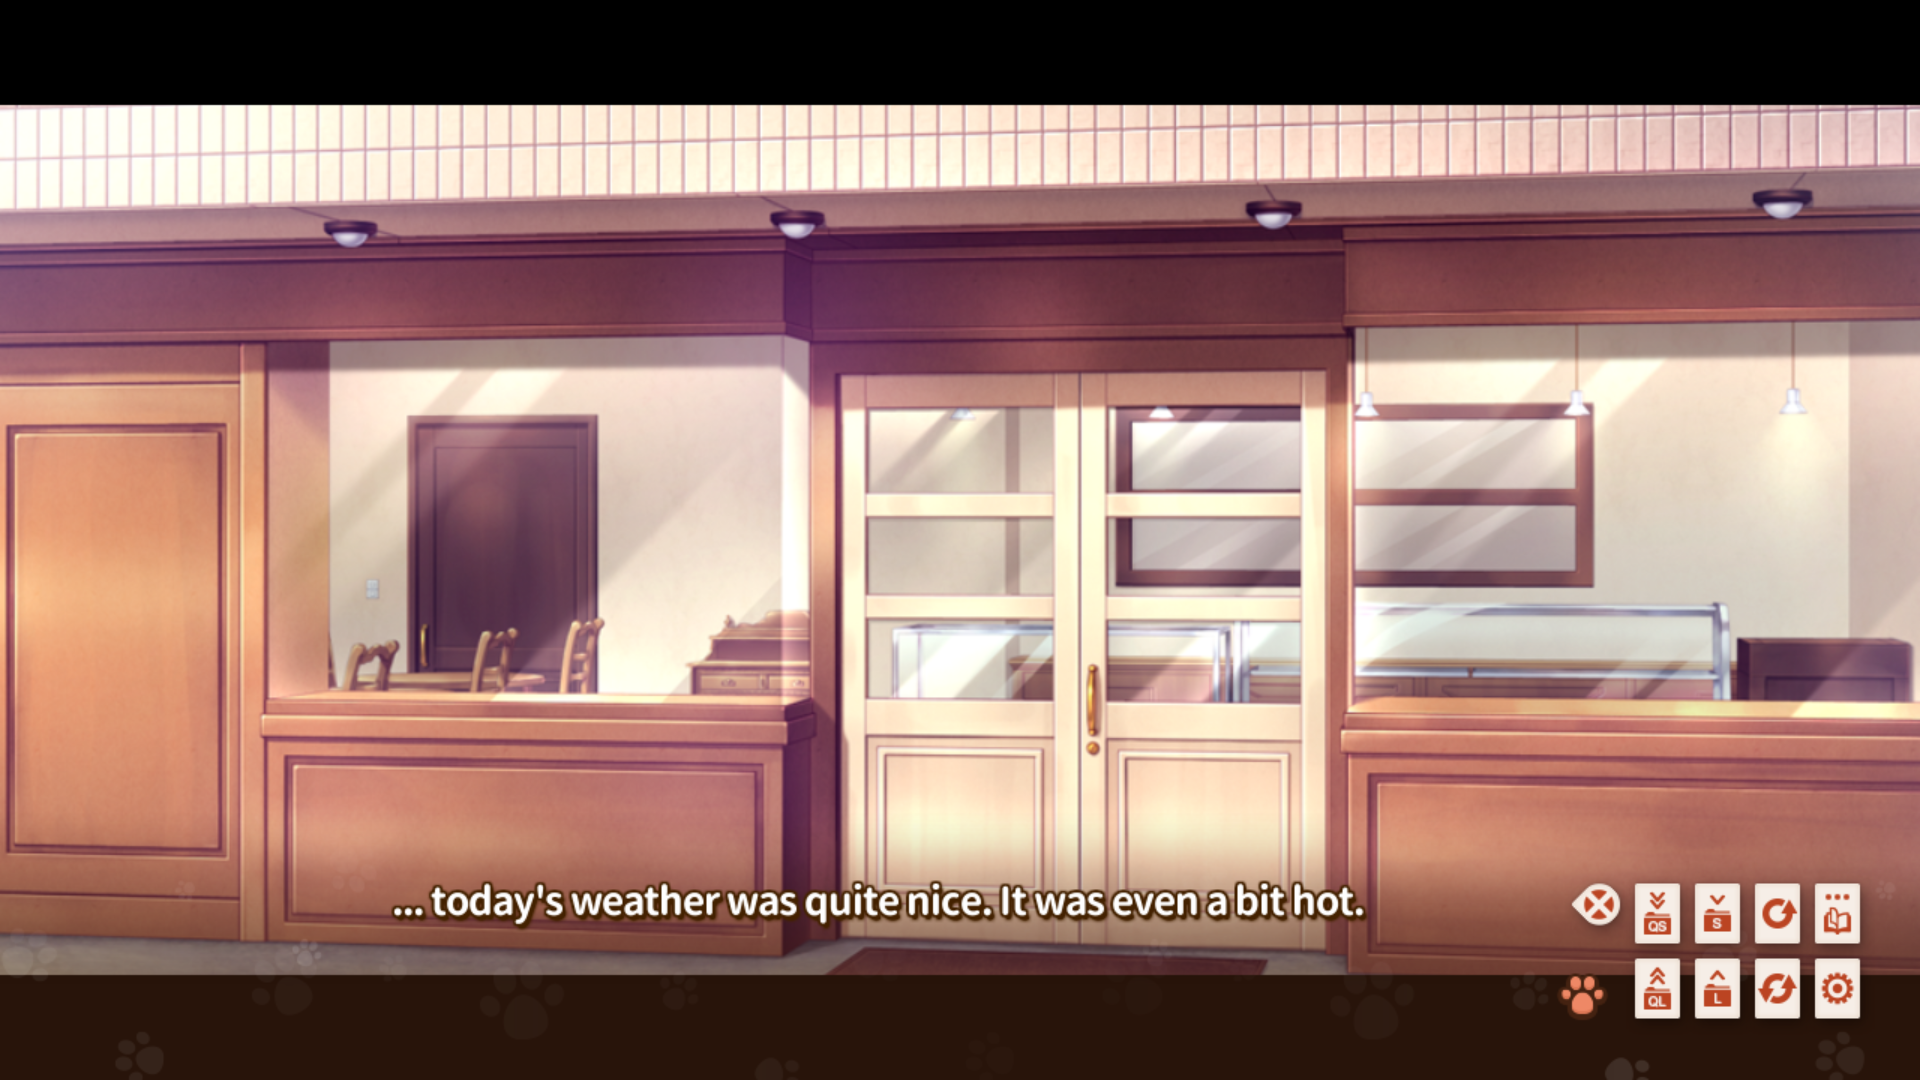 ... today's weather was quite nice. It was even a bit hot.
QS
S
QL
L